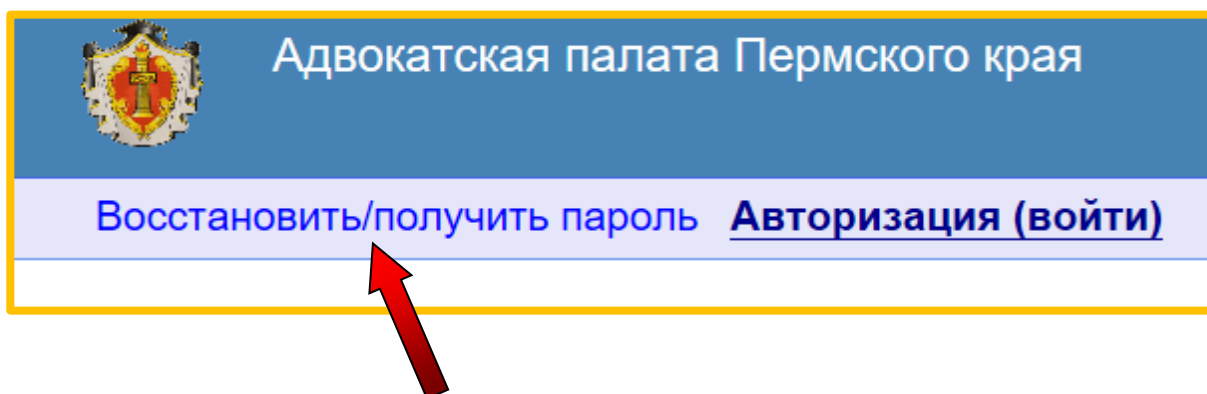 Адвокатская палата Пермского края
Восстановить/получить пароль Авторизация (войти)